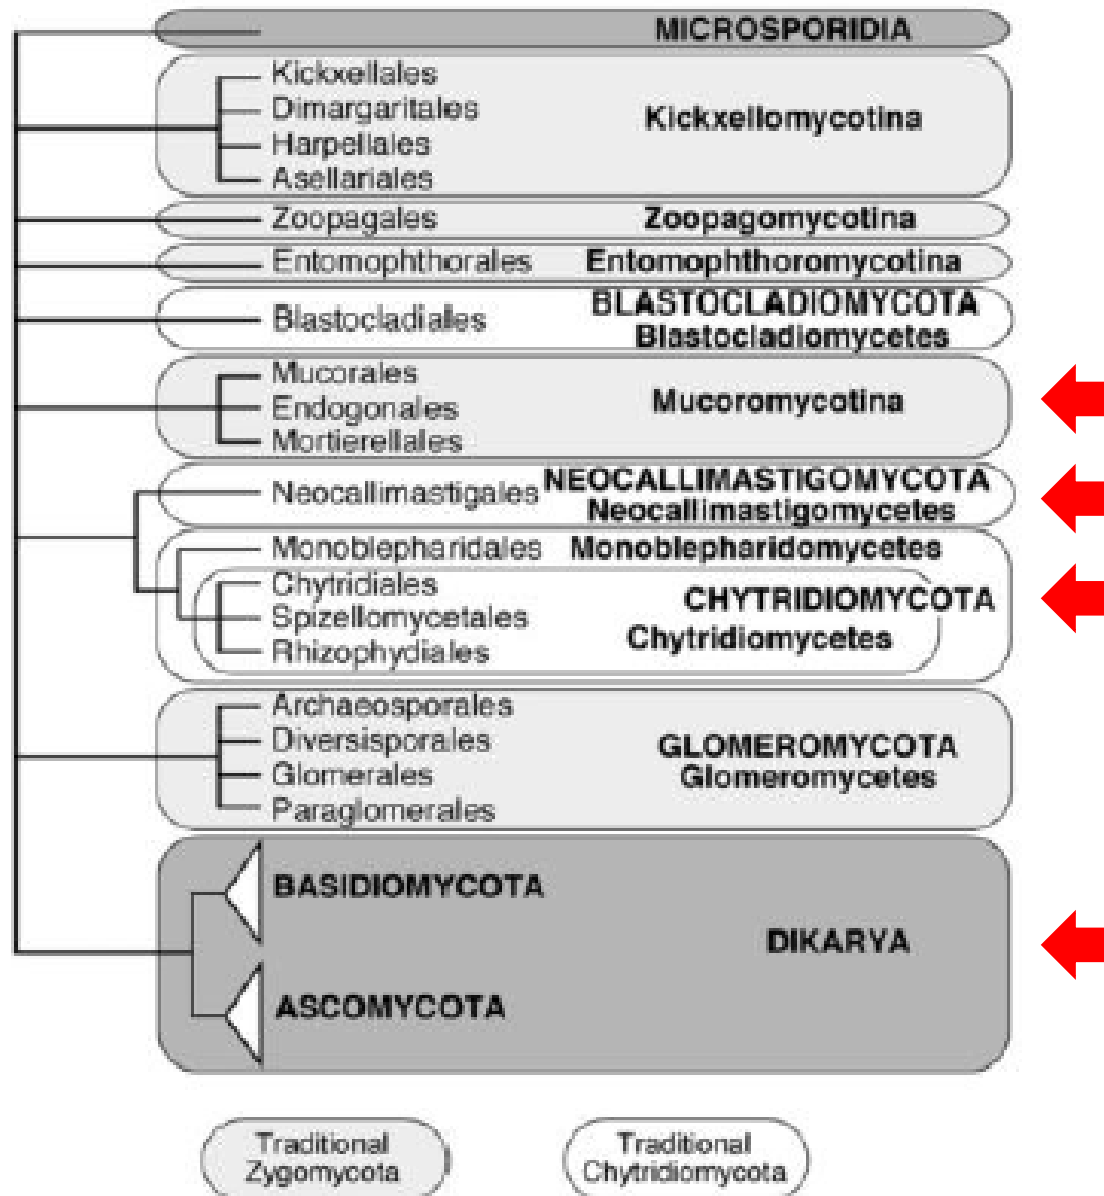 MICROSPORIDIA
Kickxellales
Dimargaritales
Kickxellomycotina
Harpellales
Asellariales
Zoopagales Zoopagomycotina
Entomophthorales Entomophthoromycotina
BLASTOCLADIOMYCOTA
Blastocladiales
Blastocladiomycetes
Mucorales
Endogonales Mucoromycotina
Mortierellales
NEOCALLIMASTIGOMYCOTA
Neocallimastigales
Neocallimastigomycetes
Monoblepharidales Monoblepharidomycetes
Chytridiales
CHYTRIDIOMYCOTA
Spizellomycetales
Chytridiomycetes
Rhizophydiales
Archaeosporales
Diversisporales GLOMEROMYCOTA
Glomerales Glomeromycetes
Paraglomerales
BASIDIOMYCOTA
DIKARYA
ASCOMYCOTA
Traditional
Zygomycota
Traditional
Chytridiomycota